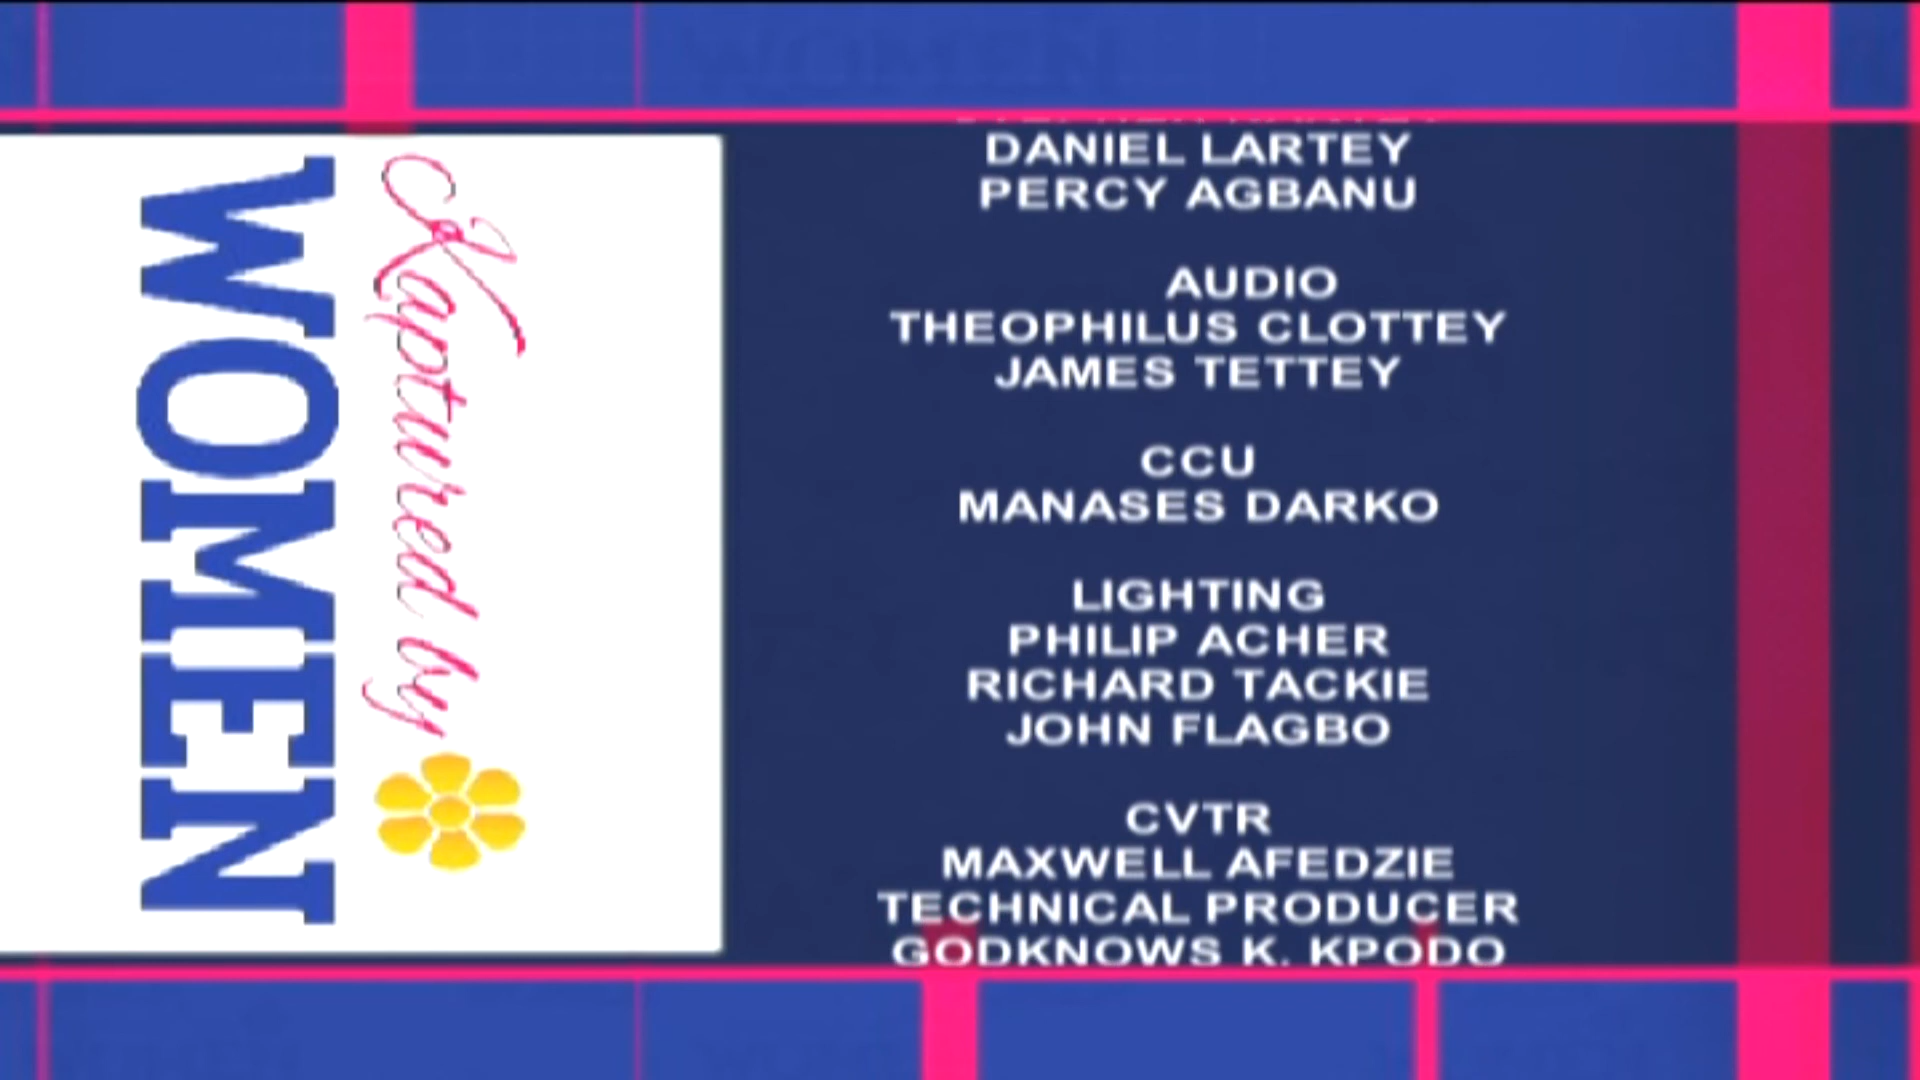 Kaptured by
WOMEN
DANIEL LARTEY
PERCY AGBANU
AUDIO
THEOPHILUS CLOTTEY
JAMES TETTEY
CCU
MANASES DARKO
LIGHTING
PHILIP ACHER
RICHARD TACKIE
JOHN FLAGBO
CVTR
MAXWELL AFEDZIE
TECHNICAL PRODUCER
GODKNOWS K. KPODO